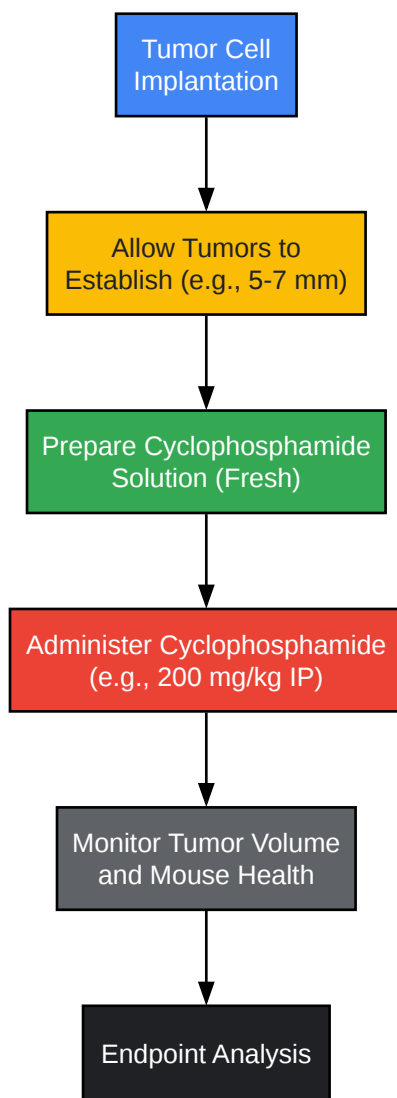 Tumor Cell
Implantation
Allow Tumors to
Establish (e.g., 5-7 mm)
Prepare Cyclophosphamide
Solution (Fresh)
Administer Cyclophosphamide
(e.g., 200 mg/kg IP)
Monitor Tumor Volume
and Mouse Health
Endpoint Analysis